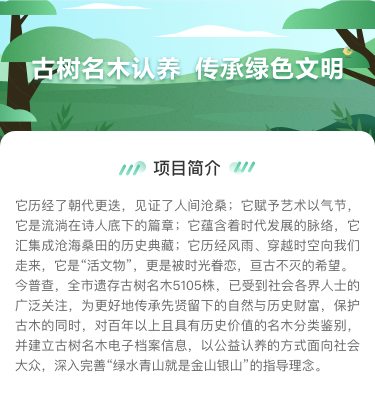 古树名木认养 传承绿色文明
项目简介
它历经了朝代更迭，见证了人间沧桑；它赋予艺术以气节，
它是流淌在诗人底下的篇章；它蕴含着时代发展的脉络，它
汇集成沧海桑田的历史典藏；它历经风雨、穿越时空向我们
走来，它是“活文物”，更是被时光眷恋，亘古不灭的希望。
今普查，全市遗存古树名木5105株，已受到社会各界人士的
广泛关注，为更好地传承先贤留下的自然与历史财富，保护
古木的同时，对百年以上且具有历史价值的名木分类鉴别，
并建立古树名木电子档案信息，以公益认养的方式面向社会
大众，深入完善“绿水青山就是金山银山”的指导理念。